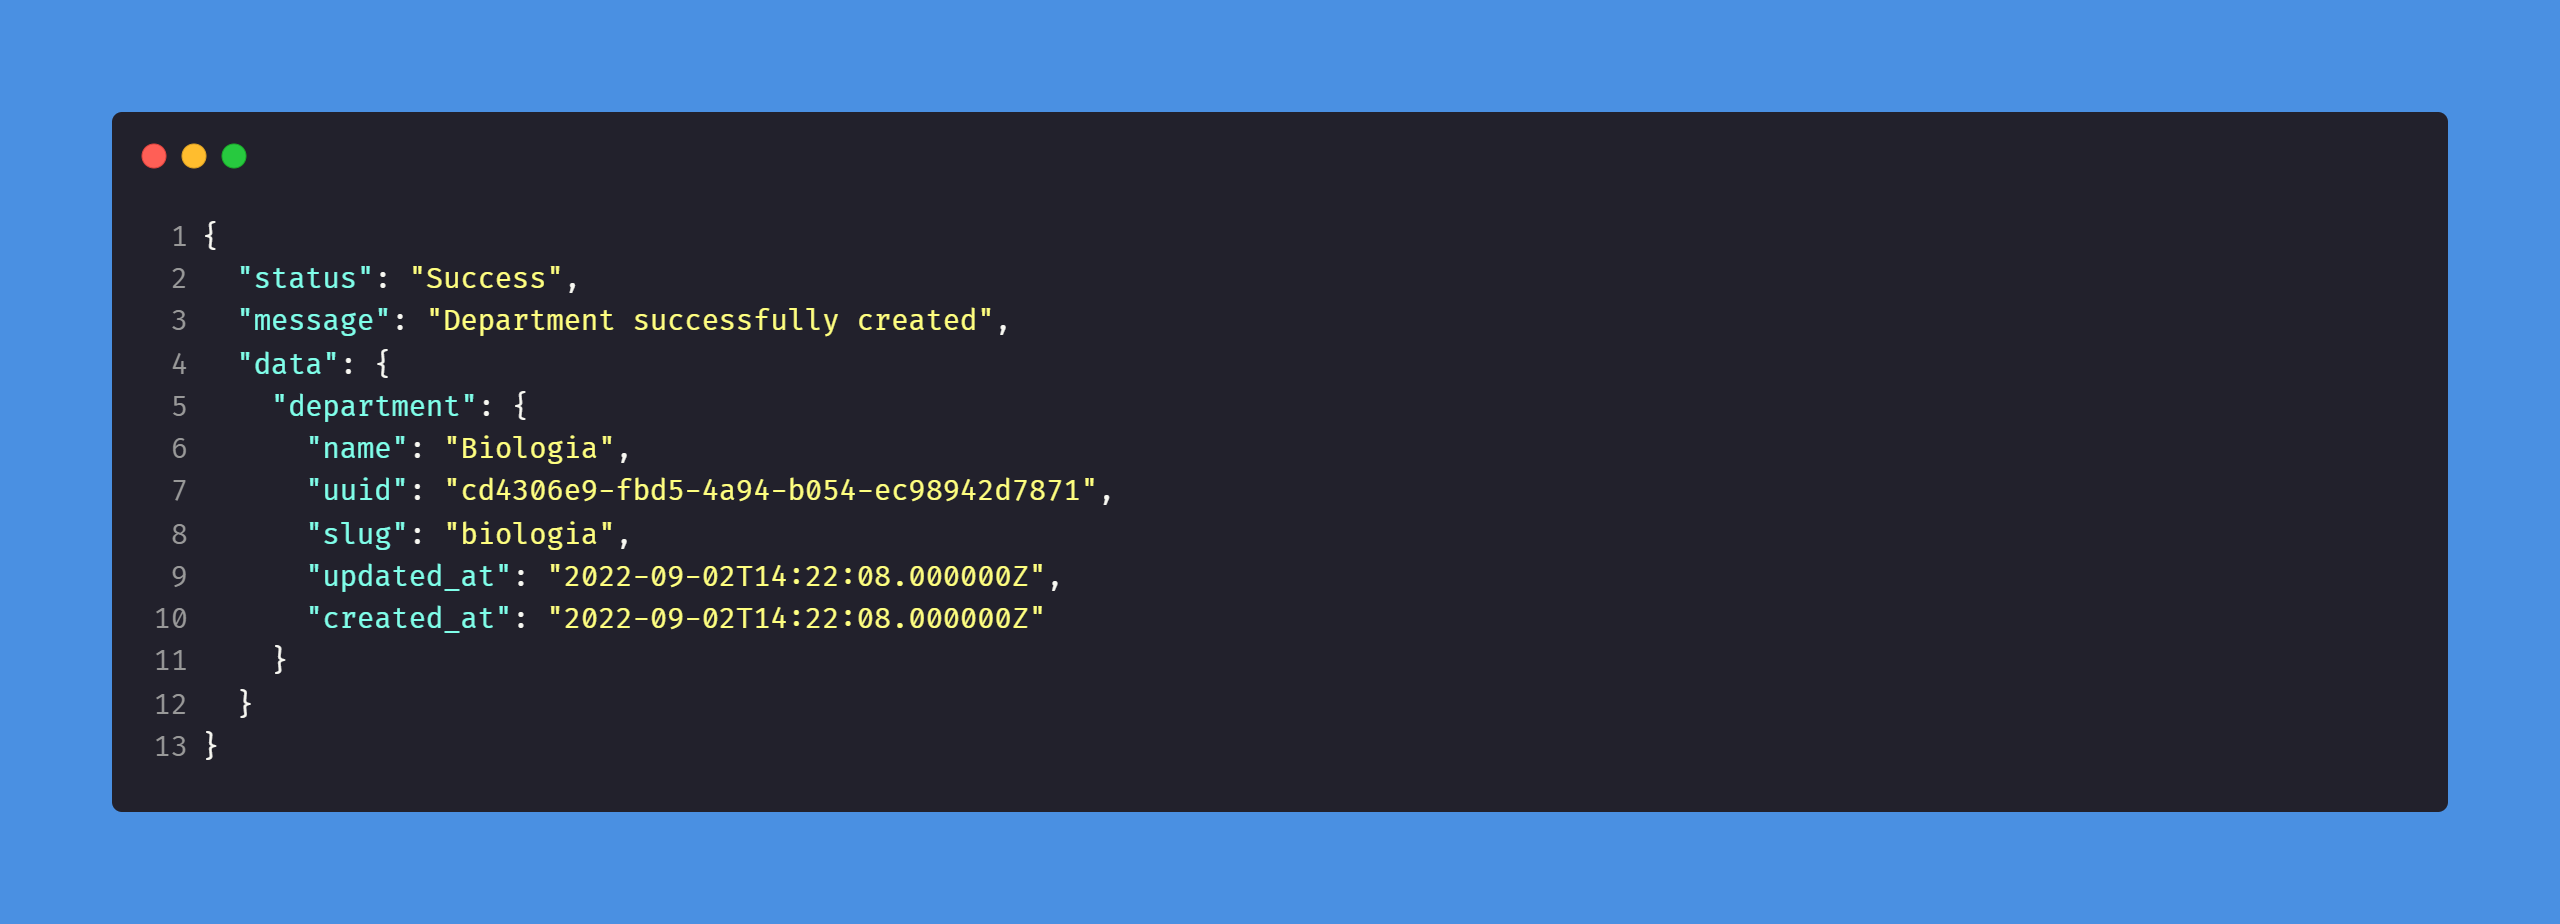 1 {
2   "status": "Success",
3   "message": "Department successfully created",
4   "data": {
5     "department": {
6       "name": "Biologia",
7       "uuid": "cd4306e9-fbd5-4a94-b054-ec98942d7871",
8       "slug": "biologia",
9       "updated_at": "2022-09-02T14:22:08.000000Z",
10       "created_at": "2022-09-02T14:22:08.000000Z"
11     }
12   }
13 }